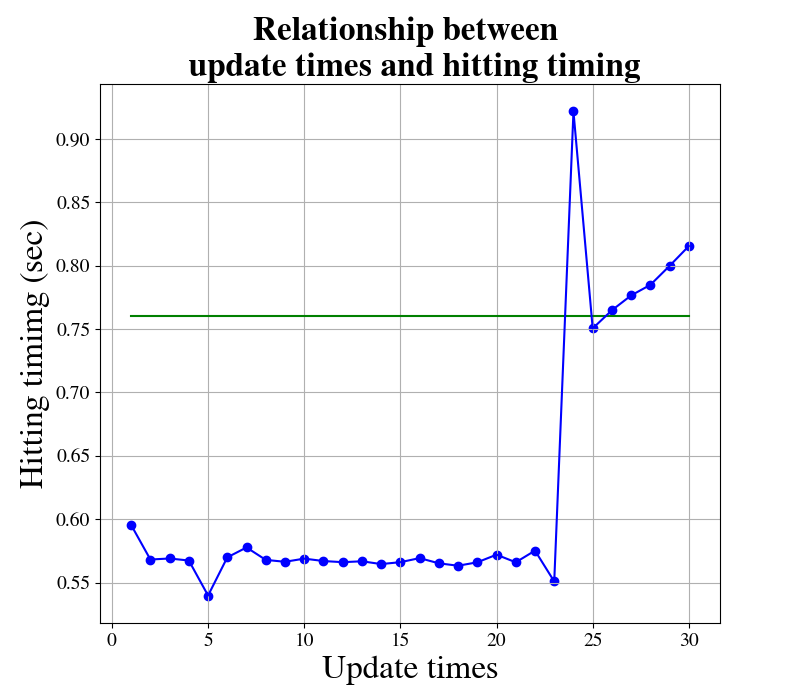 Relationship between
update times and hitting timing
Hitting timimg (sec)
0.90
0.85
0.80
0.75
0.70
0.65
0.60
0.55
0 5 10 15 20 25 30
Update times